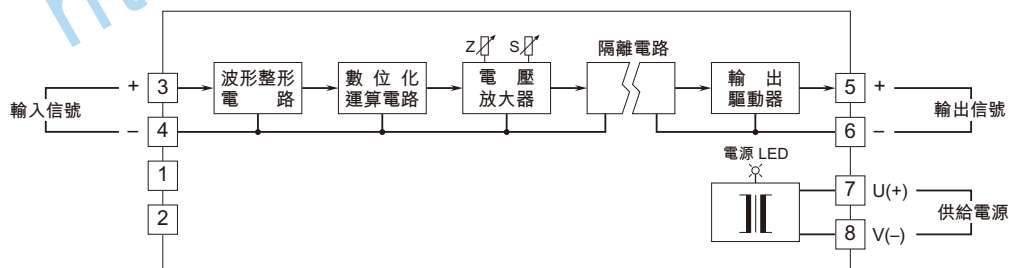 Z S 隔離電路
+ 3 波形整形 數位化 電壓 輸出 5 +
輸入信號 電路 運算電路 放大器 驅動器 輸出信號
– 4 6 –
電源 LED
1 7 U(+)
供給電源
2 8 V(–)